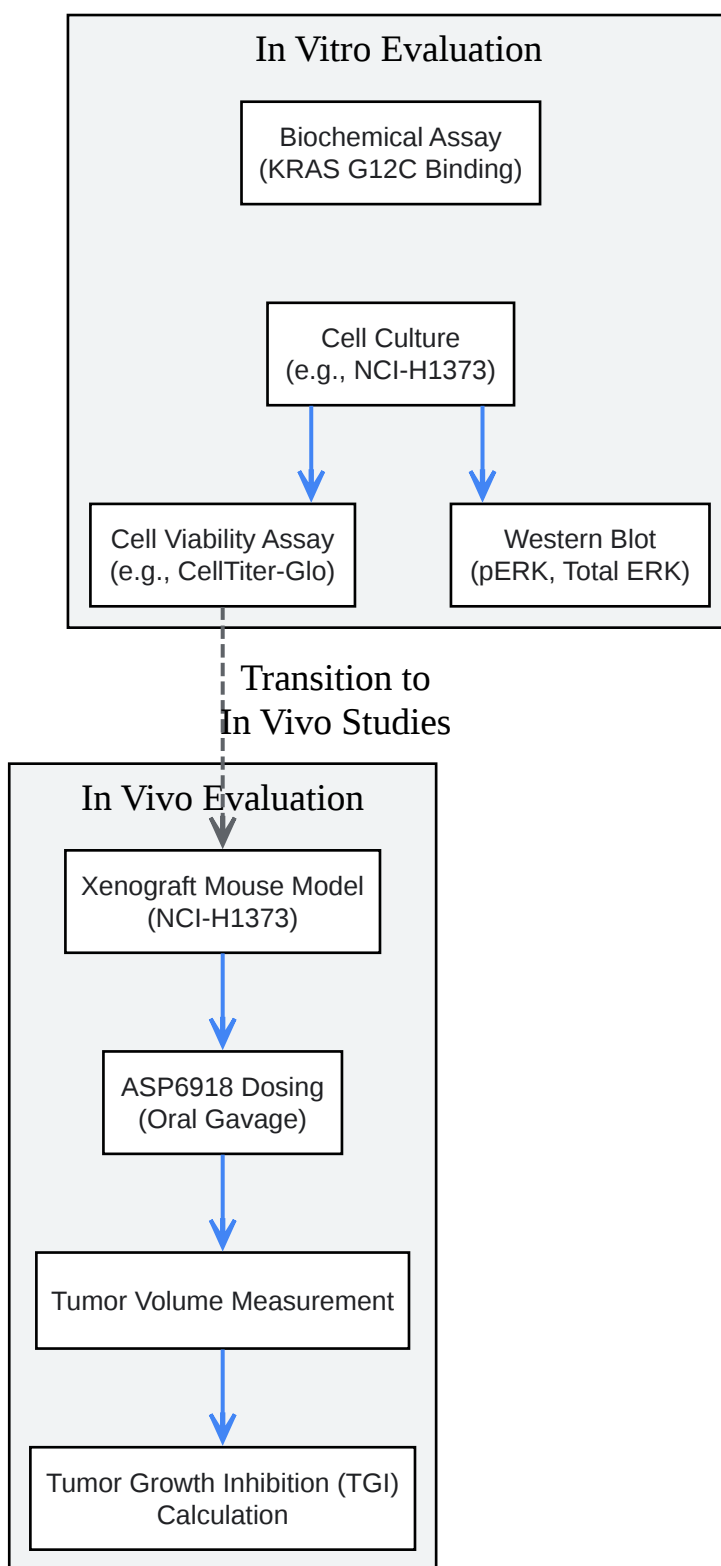 In Vitro Evaluation
Biochemical Assay
(KRAS G12C Binding)
Cell Culture
(e.g., NCI-H1373)
Cell Viability Assay
(e.g., CellTiter-Glo)
Western Blot
(pERK, Total ERK)
Transition to
In Vivo Studies
In Vivo Evaluation
Xenograft Mouse Model
(NCI-H1373)
ASP6918 Dosing
(Oral Gavage)
Tumor Volume Measurement
Tumor Growth Inhibition (TGI)
Calculation